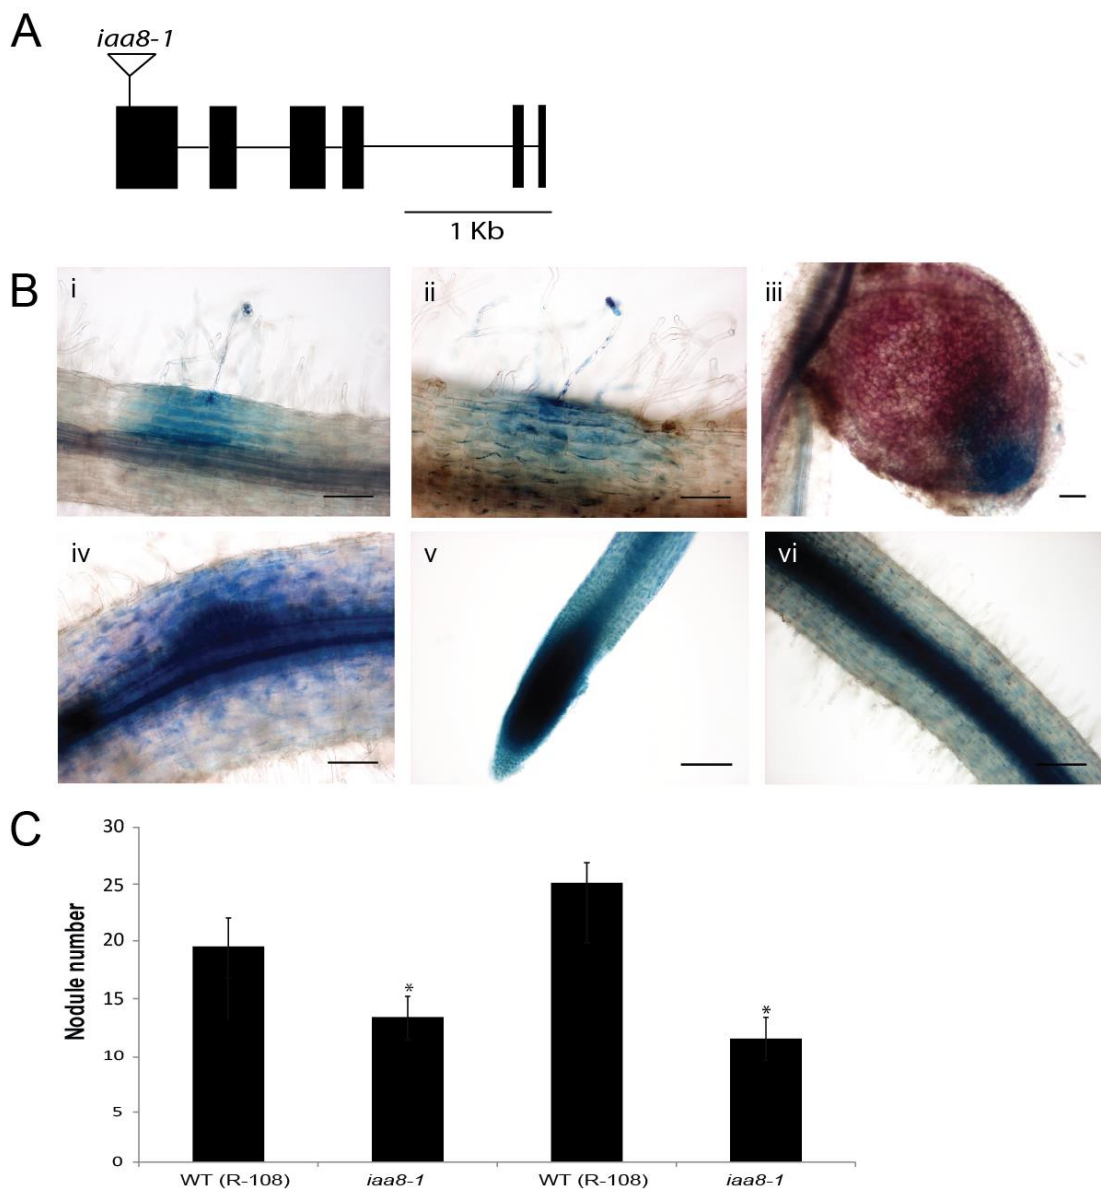 A
iaa8-1
1 Kb
B
i
ii
iii
iv
v
vi
C
Nodule number
30
25
20
15
10
5
0
*
*
WT (R-108)
iaa8-1
WT (R-108)
iaa8-1